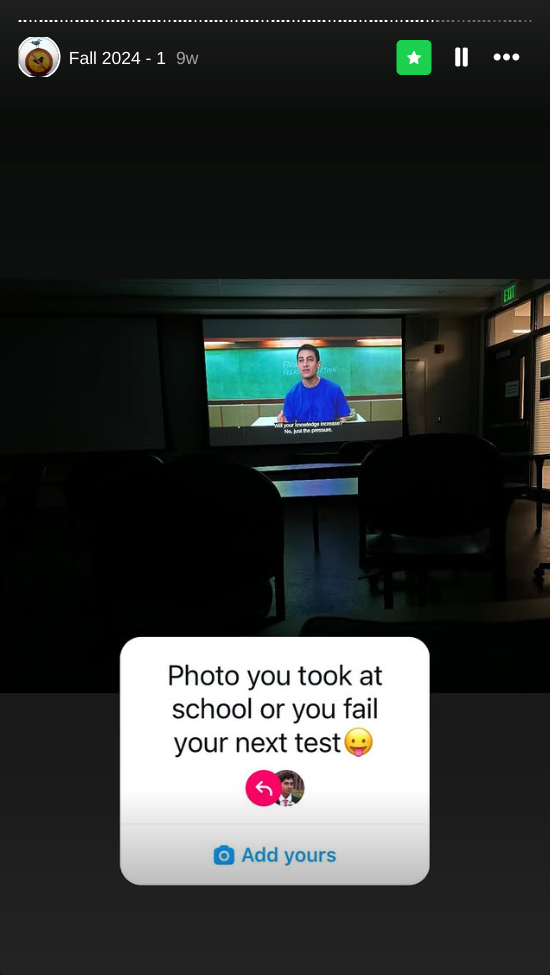 Fall 2024 - 1 9w
EXIT
Will your knowledge increase?
No, just the pressure.
Photo you took at
school or you fail
your next test😛
Add yours